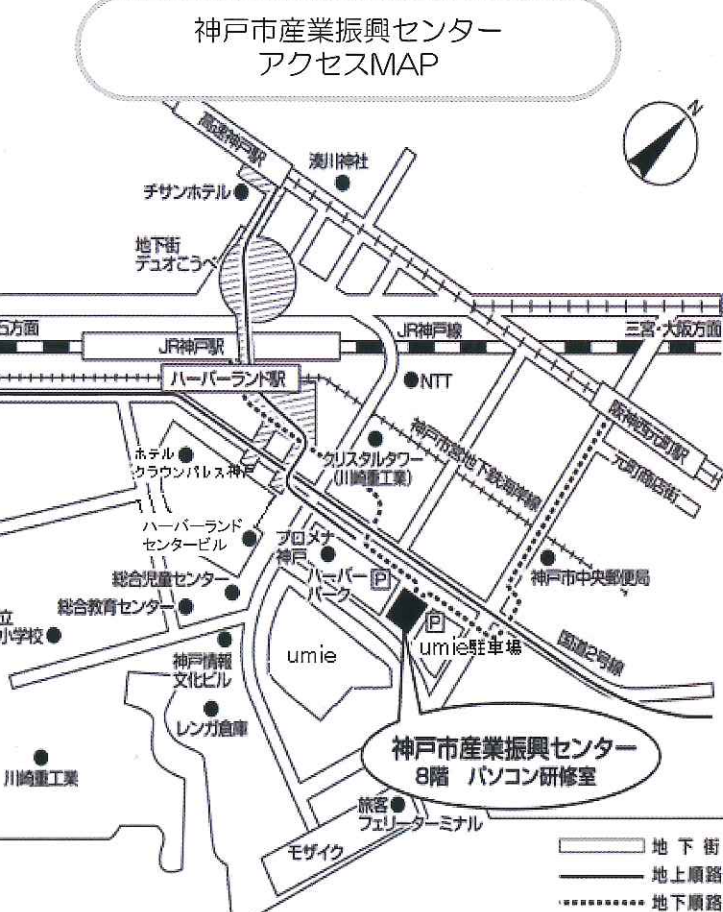 神戸市産業振興センター
アクセスMAP
N
高速神戸駅
湊川神社
チサンホテル
地下街
デュオこうべ
方面
JR神戸線
三宮・大阪方面
JR神戸駅
ハーバーランド駅
NTT
阪神西元町駅
神戸市営地下鉄海岸線
元町商店街
ホテル
クラウンパレス神戸
クリスタルタワー
(川崎重工業)
ハーバーランド
センタービル
プロメナ
神戸
ハーバー
パーク
P
P
神戸市中央郵便局
総合児童センター
総合教育センター
立
小学校
umie
umie駐車場
国道2号線
神戸情報
文化ビル
レンガ倉庫
川崎重工業
神戸市産業振興センター
8階 パソコン研修室
旅客
フェリーターミナル
モザイク
地下街
地上順路
地下順路